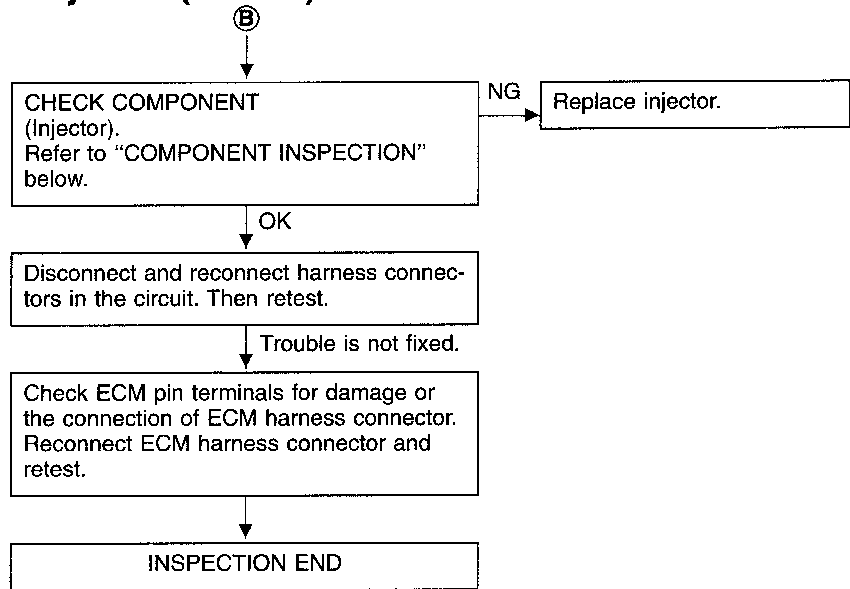 B
CHECK COMPONENT
(Injector).
Refer to “COMPONENT INSPECTION”
below.
NG
Replace injector.
OK
Disconnect and reconnect harness connec-
tors in the circuit. Then retest.
Trouble is not fixed.
Check ECM pin terminals for damage or
the connection of ECM harness connector.
Reconnect ECM harness connector and
retest.
INSPECTION END